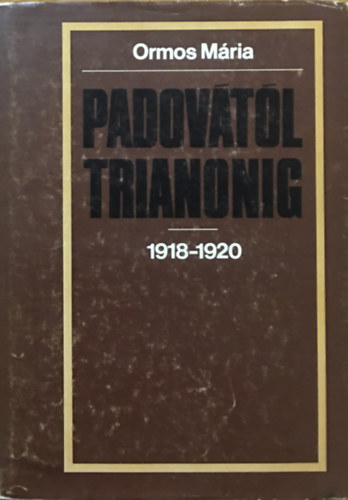 Ormos Mária
PADOVÁTÓL
TRIANONIG
1918-1920